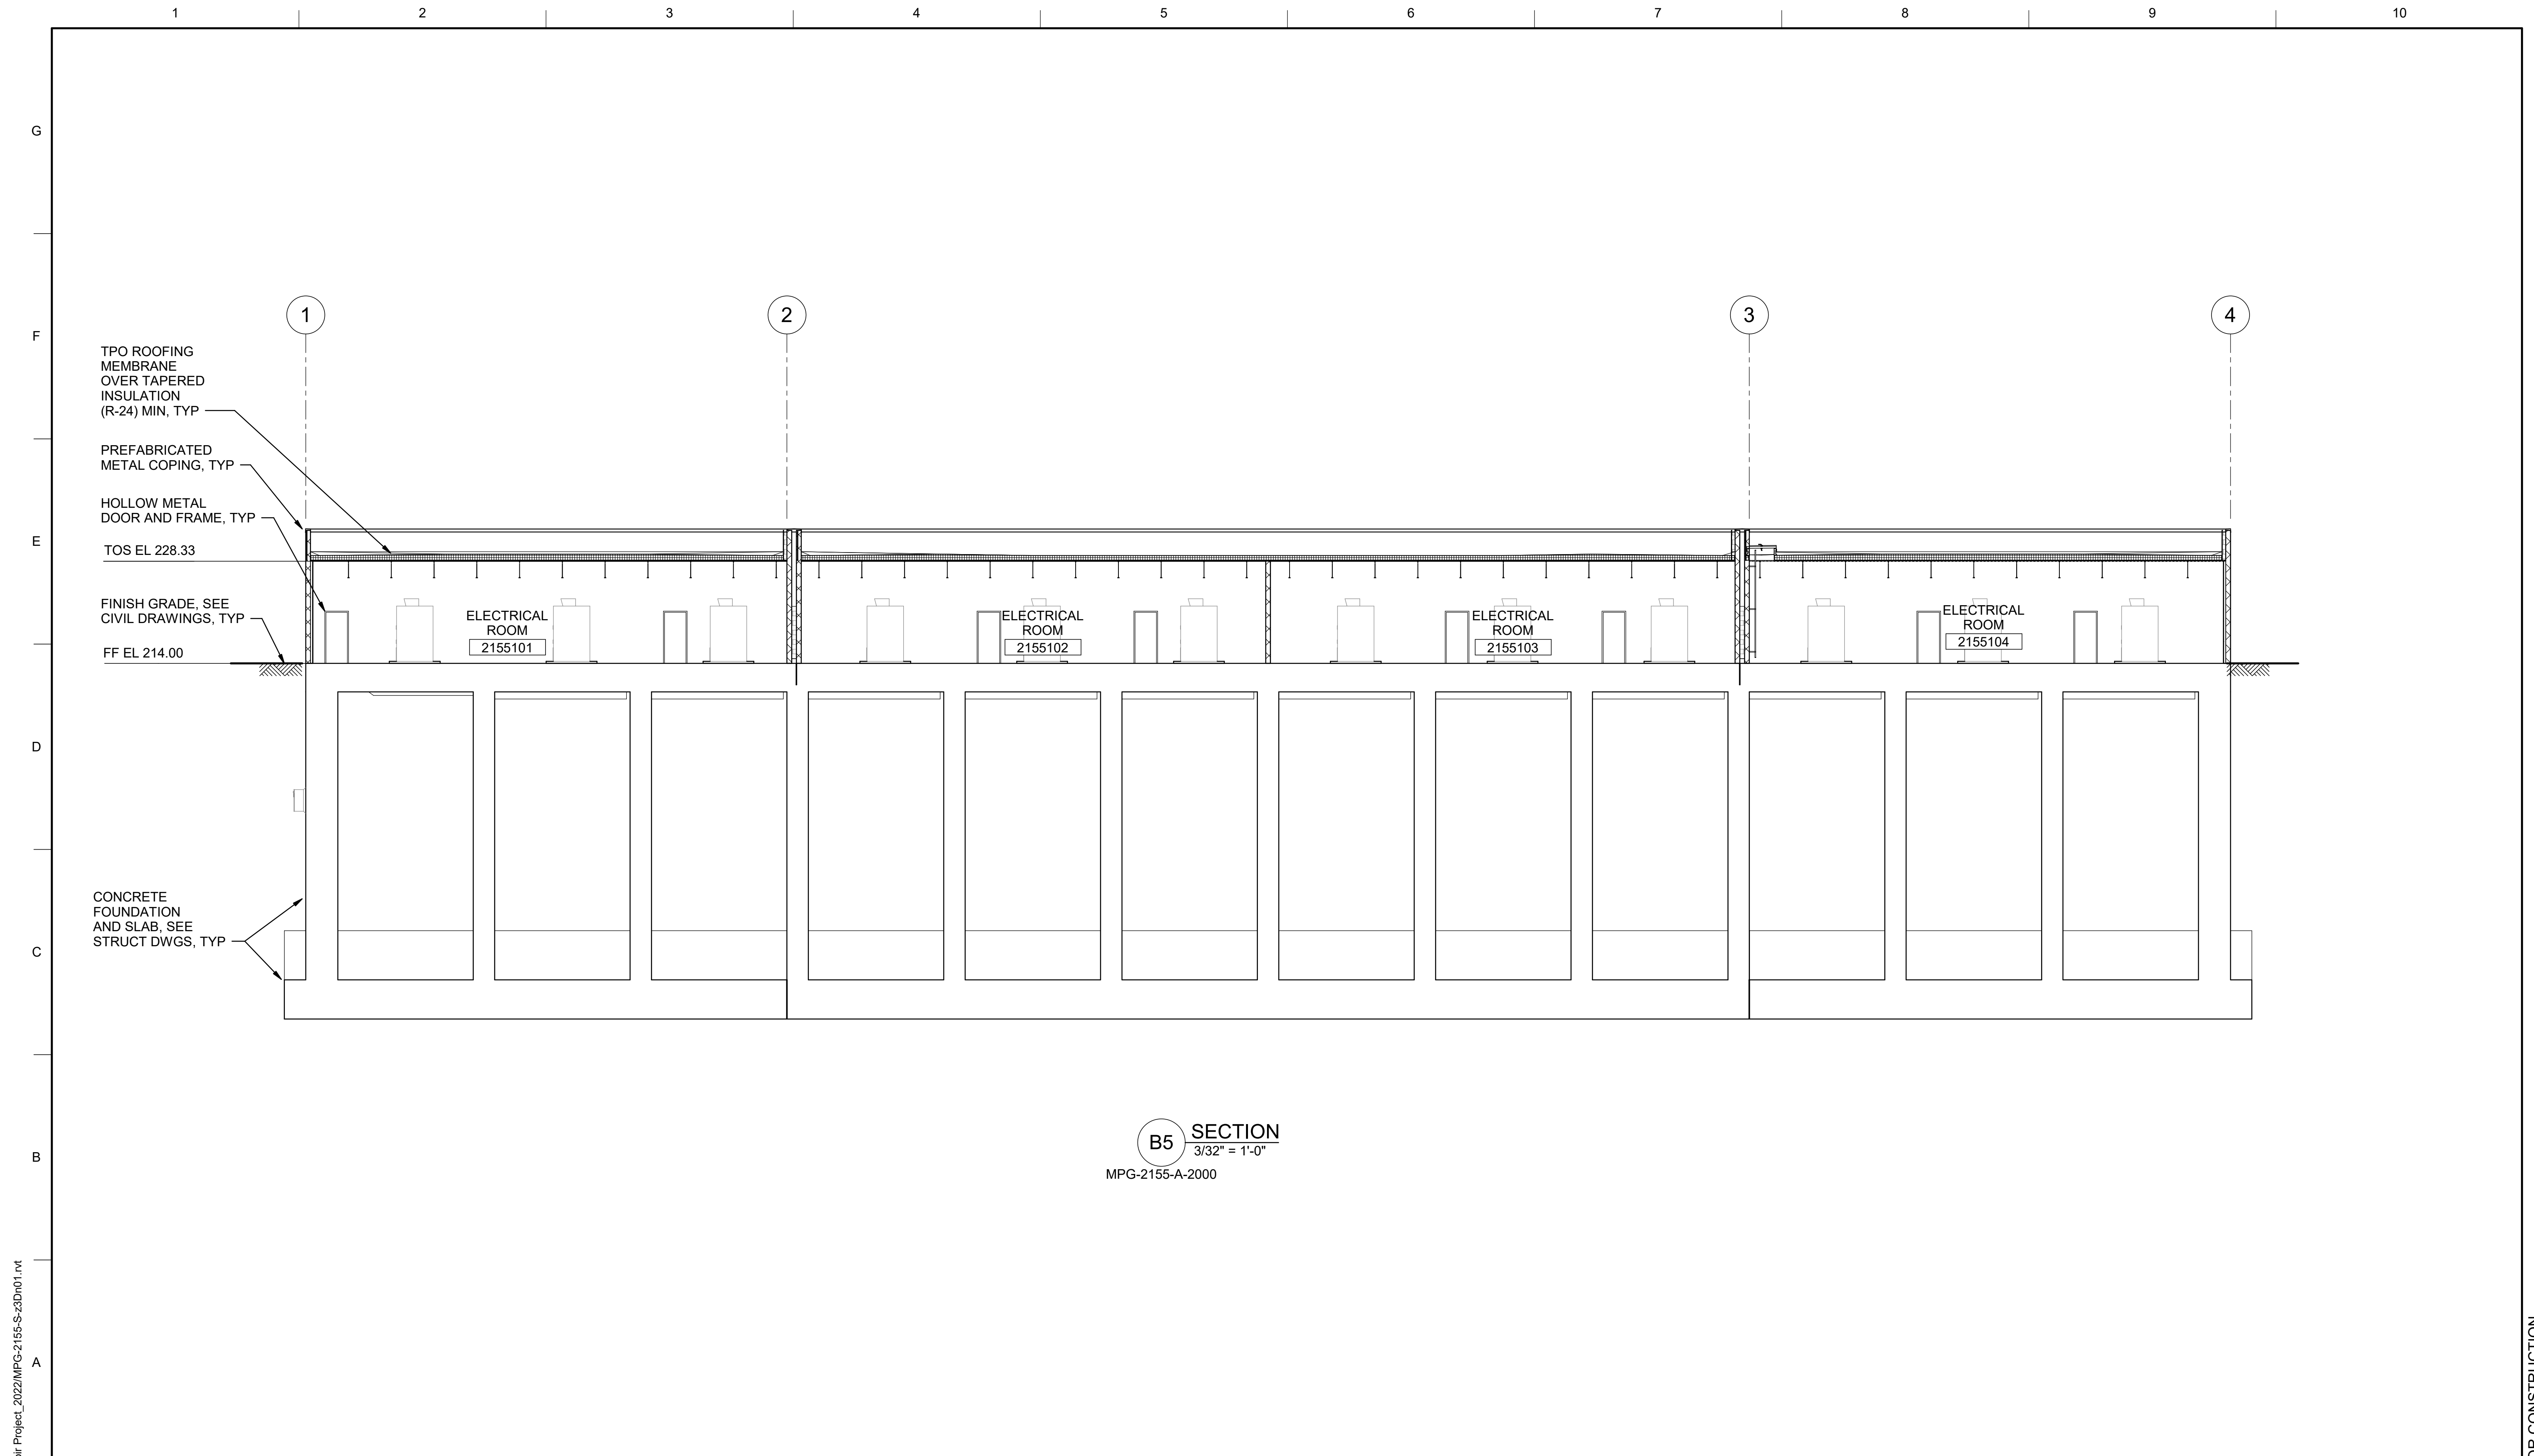 1 2 3 4 5 6 7 8 9 10
G
F
E
D
C
B
A
1 2 3 4
TPO ROOFING
MEMBRANE
OVER TAPERED
INSULATION
(R-24) MIN, TYP
PREFABRICATED
METAL COPING, TYP
HOLLOW METAL
DOOR AND FRAME, TYP
TOS EL 228.33
FINISH GRADE, SEE
CIVIL DRAWINGS, TYP
FF EL 214.00
ELECTRICAL
ROOM
2155101
ELECTRICAL
ROOM
2155102
ELECTRICAL
ROOM
2155103
ELECTRICAL
ROOM
2155104
CONCRETE
FOUNDATION
AND SLAB, SEE
STRUCT DWGS, TYP
B5 SECTION
3/32" = 1'-0"
MPG-2155-A-2000
Project_2022/MPG-2155-S-z3Dn01.rvt
CONSTRUCTION